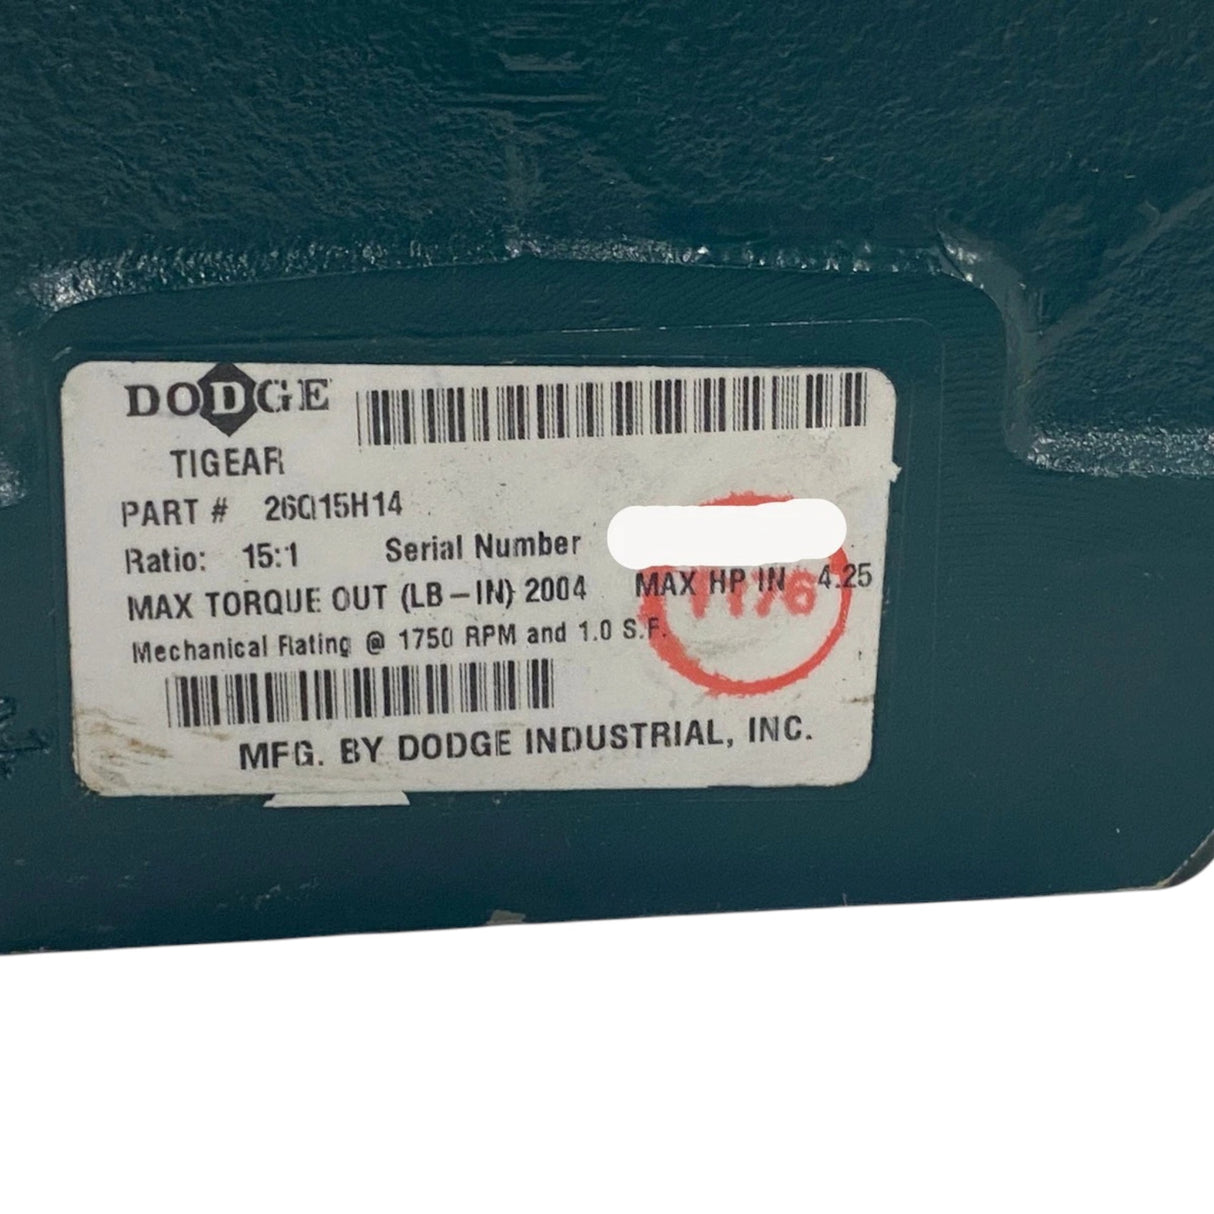 DODGE
TIGEAR
PART # 26Q15H14
Ratio: 15:1 Serial Number
MAX TORQUE OUT (LB-IN) 2004 MAX HP IN 4.25
1176
Mechanical Rating @ 1750 RPM and 1.0 S.F.
MFG. BY DODGE INDUSTRIAL, INC.